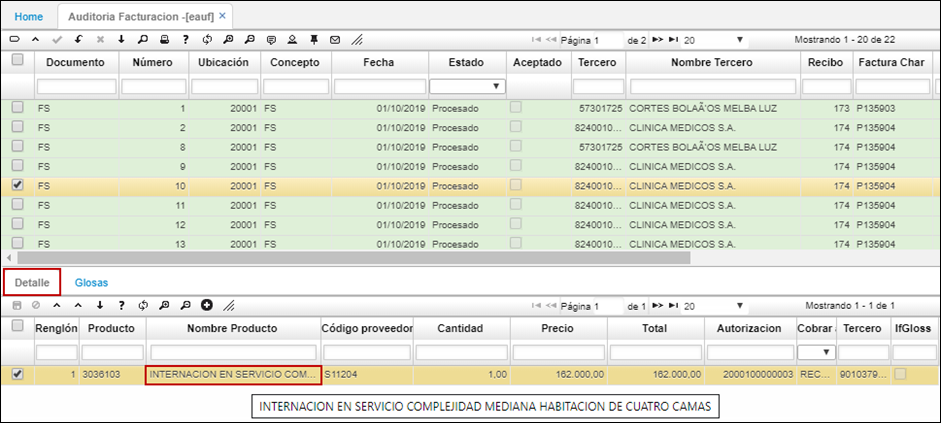 Home Auditoria Facturacion -[eauf] ×
Página 1 de 2 20 Mostrando 1 - 20 de 22
Documento Número Ubicación Concepto Fecha Estado Aceptado Tercero Nombre Tercero Recibo Factura Char
FS 1 20001 FS 01/10/2019 Procesado 57301725 CORTES BOLAÃ'OS MELBA LUZ 173 P135903
FS 2 20001 FS 01/10/2019 Procesado 8240010... CLINICA MEDICOS S.A. 174 P135904
FS 8 20001 FS 01/10/2019 Procesado 57301725 CORTES BOLAÃ'OS MELBA LUZ 174 P135904
FS 9 20001 FS 01/10/2019 Procesado 8240010... CLINICA MEDICOS S.A. 174 P135904
FS 10 20001 FS 01/10/2019 Procesado 8240010... CLINICA MEDICOS S.A. 174 P135904
FS 11 20001 FS 01/10/2019 Procesado 8240010... CLINICA MEDICOS S.A. 174 P135904
FS 12 20001 FS 01/10/2019 Procesado 8240010... CLINICA MEDICOS S.A. 174 P135904
FS 13 20001 FS 01/10/2019 Procesado 8240010... CLINICA MEDICOS S.A. 174 P135904
Detalle Glosas
Página 1 de 1 20 Mostrando 1 - 1 de 1
Renglón Producto Nombre Producto Código proveedor Cantidad Precio Total Autorizacion Cobrar Tercero IfGloss
1 3036103 INTERNACION EN SERVICIO COM... S11204 1,00 162.000,00 162.000,00 2000100000003 REC... 9010379...
INTERNACION EN SERVICIO COMPLEJIDAD MEDIANA HABITACION DE CUATRO CAMAS